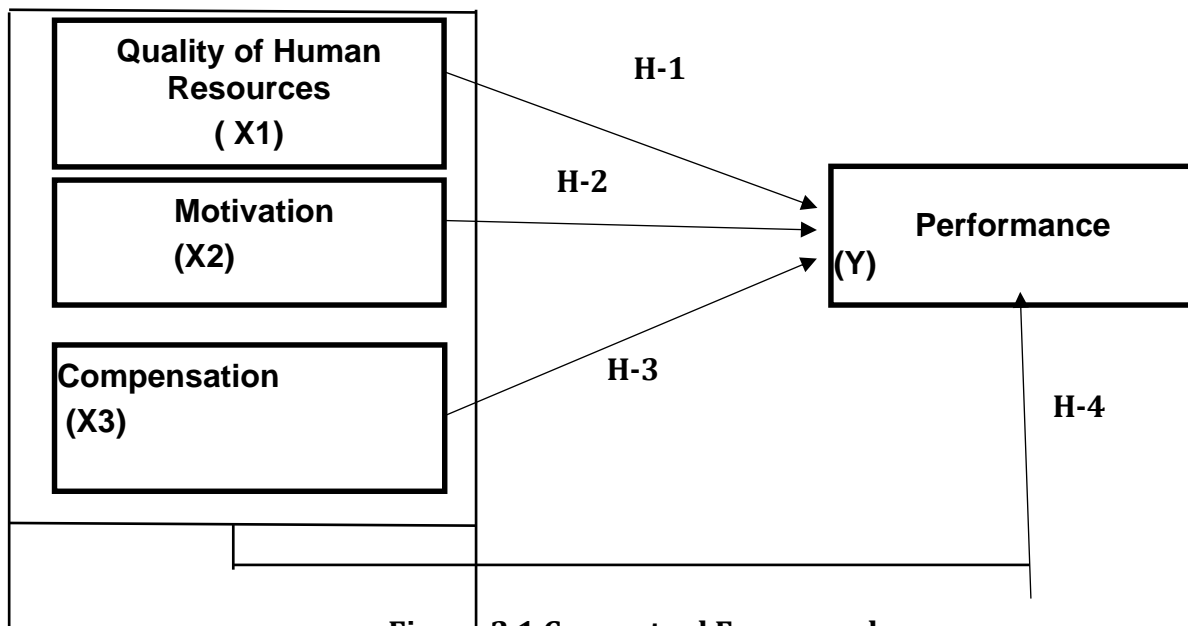 Quality of Human
Resources
( X1)
H-1
Motivation
(X2)
H-2
Performance
(Y)
Compensation
(X3)
H-3
H-4